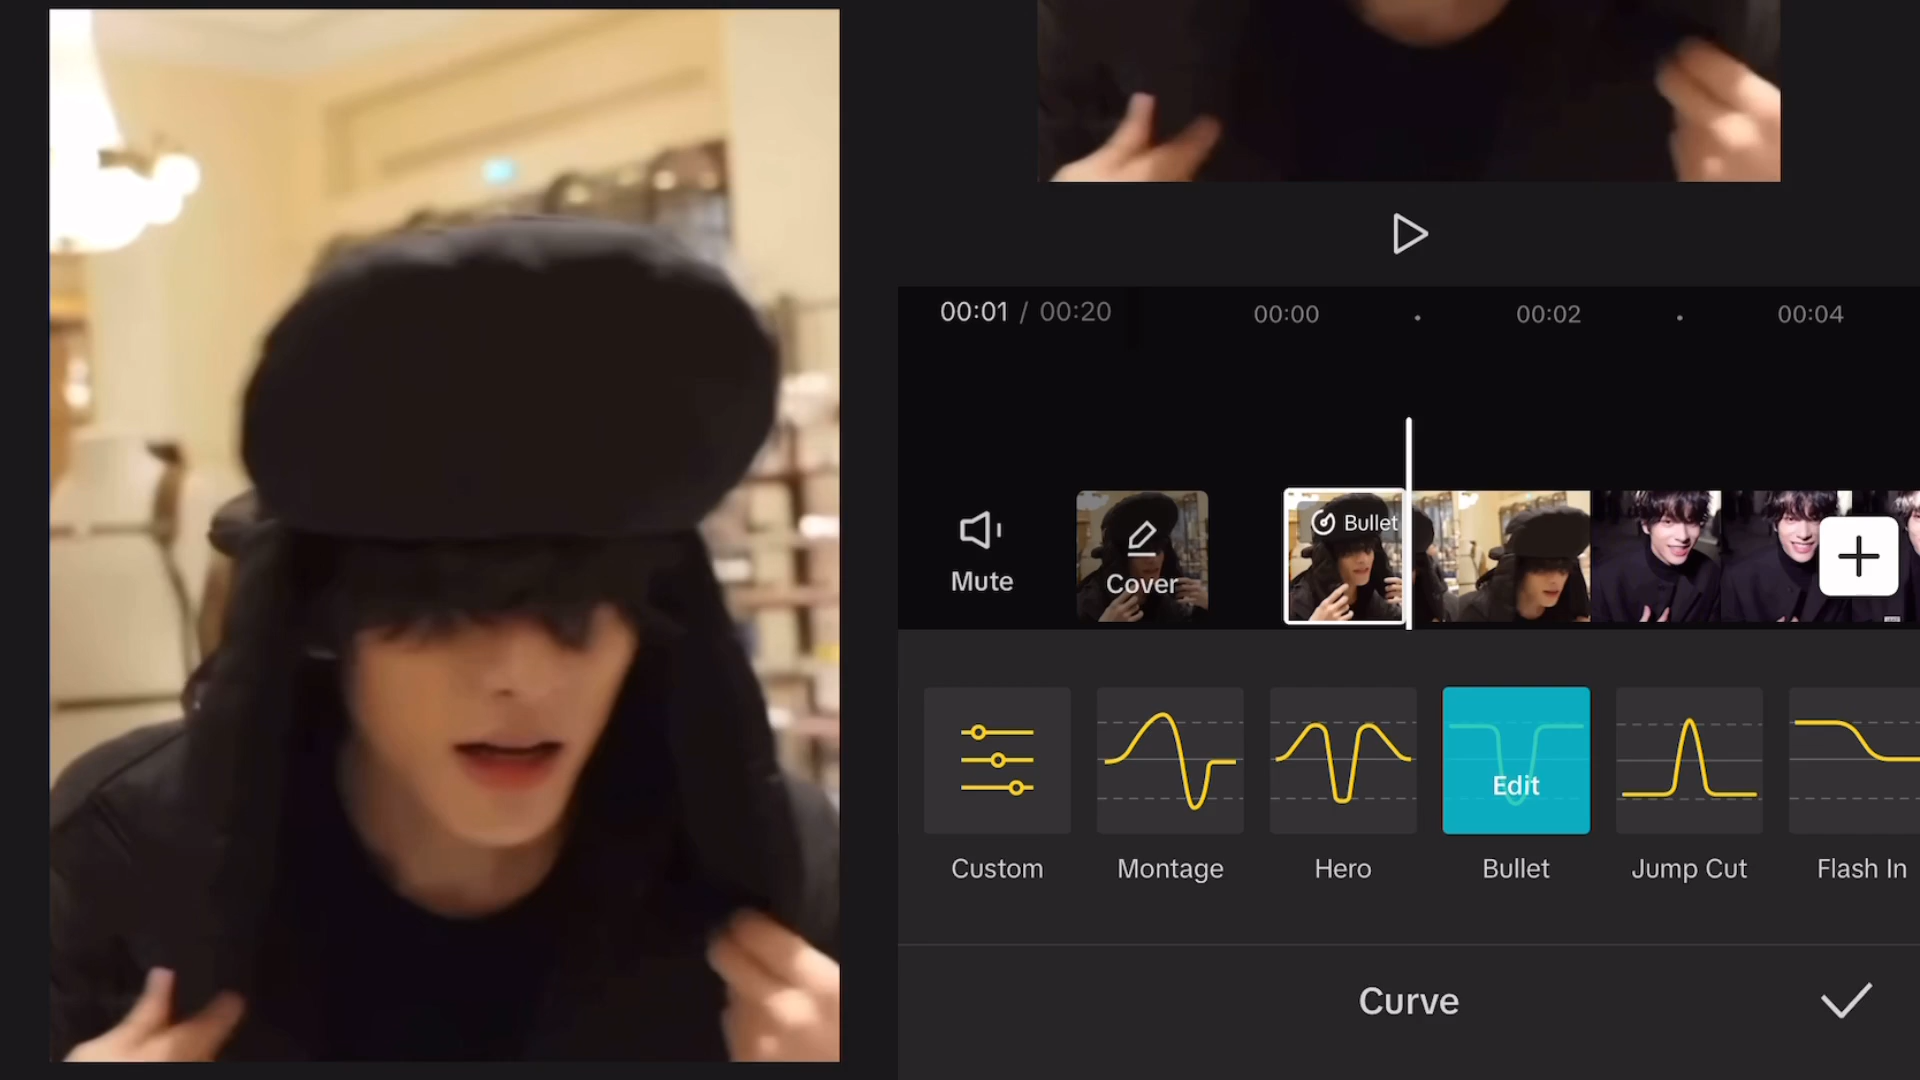 00:01 / 00:20
00:00
00:02
00:04
Mute
Cover
Bullet
Edit
Custom
Montage
Hero
Bullet
Jump Cut
Flash In
Curve